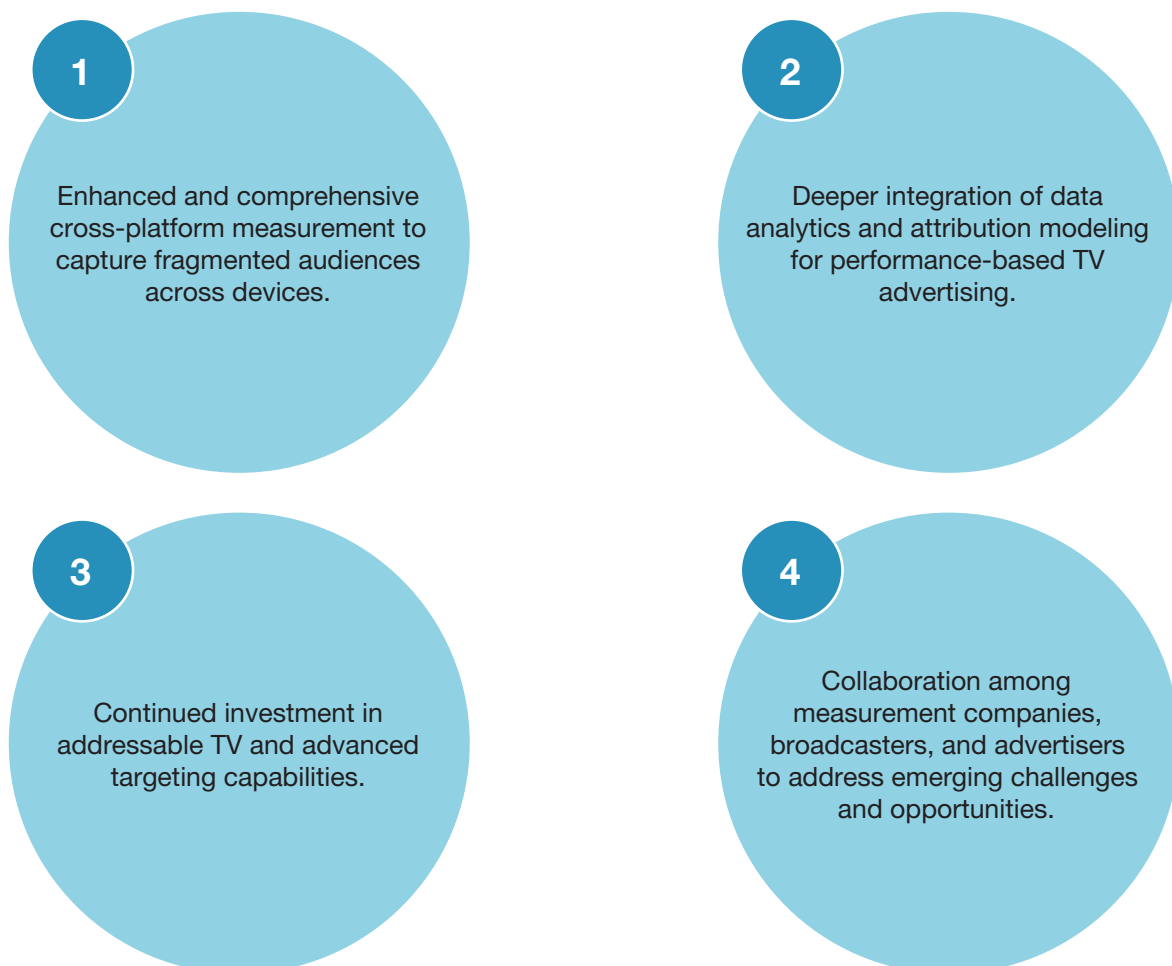 1
Enhanced and comprehensive
cross-platform measurement to
capture fragmented audiences
across devices.
2
Deeper integration of data
analytics and attribution modeling
for performance-based TV
advertising.
3
Continued investment in
addressable TV and advanced
targeting capabilities.
4
Collaboration among
measurement companies,
broadcasters, and advertisers
to address emerging challenges
and opportunities.